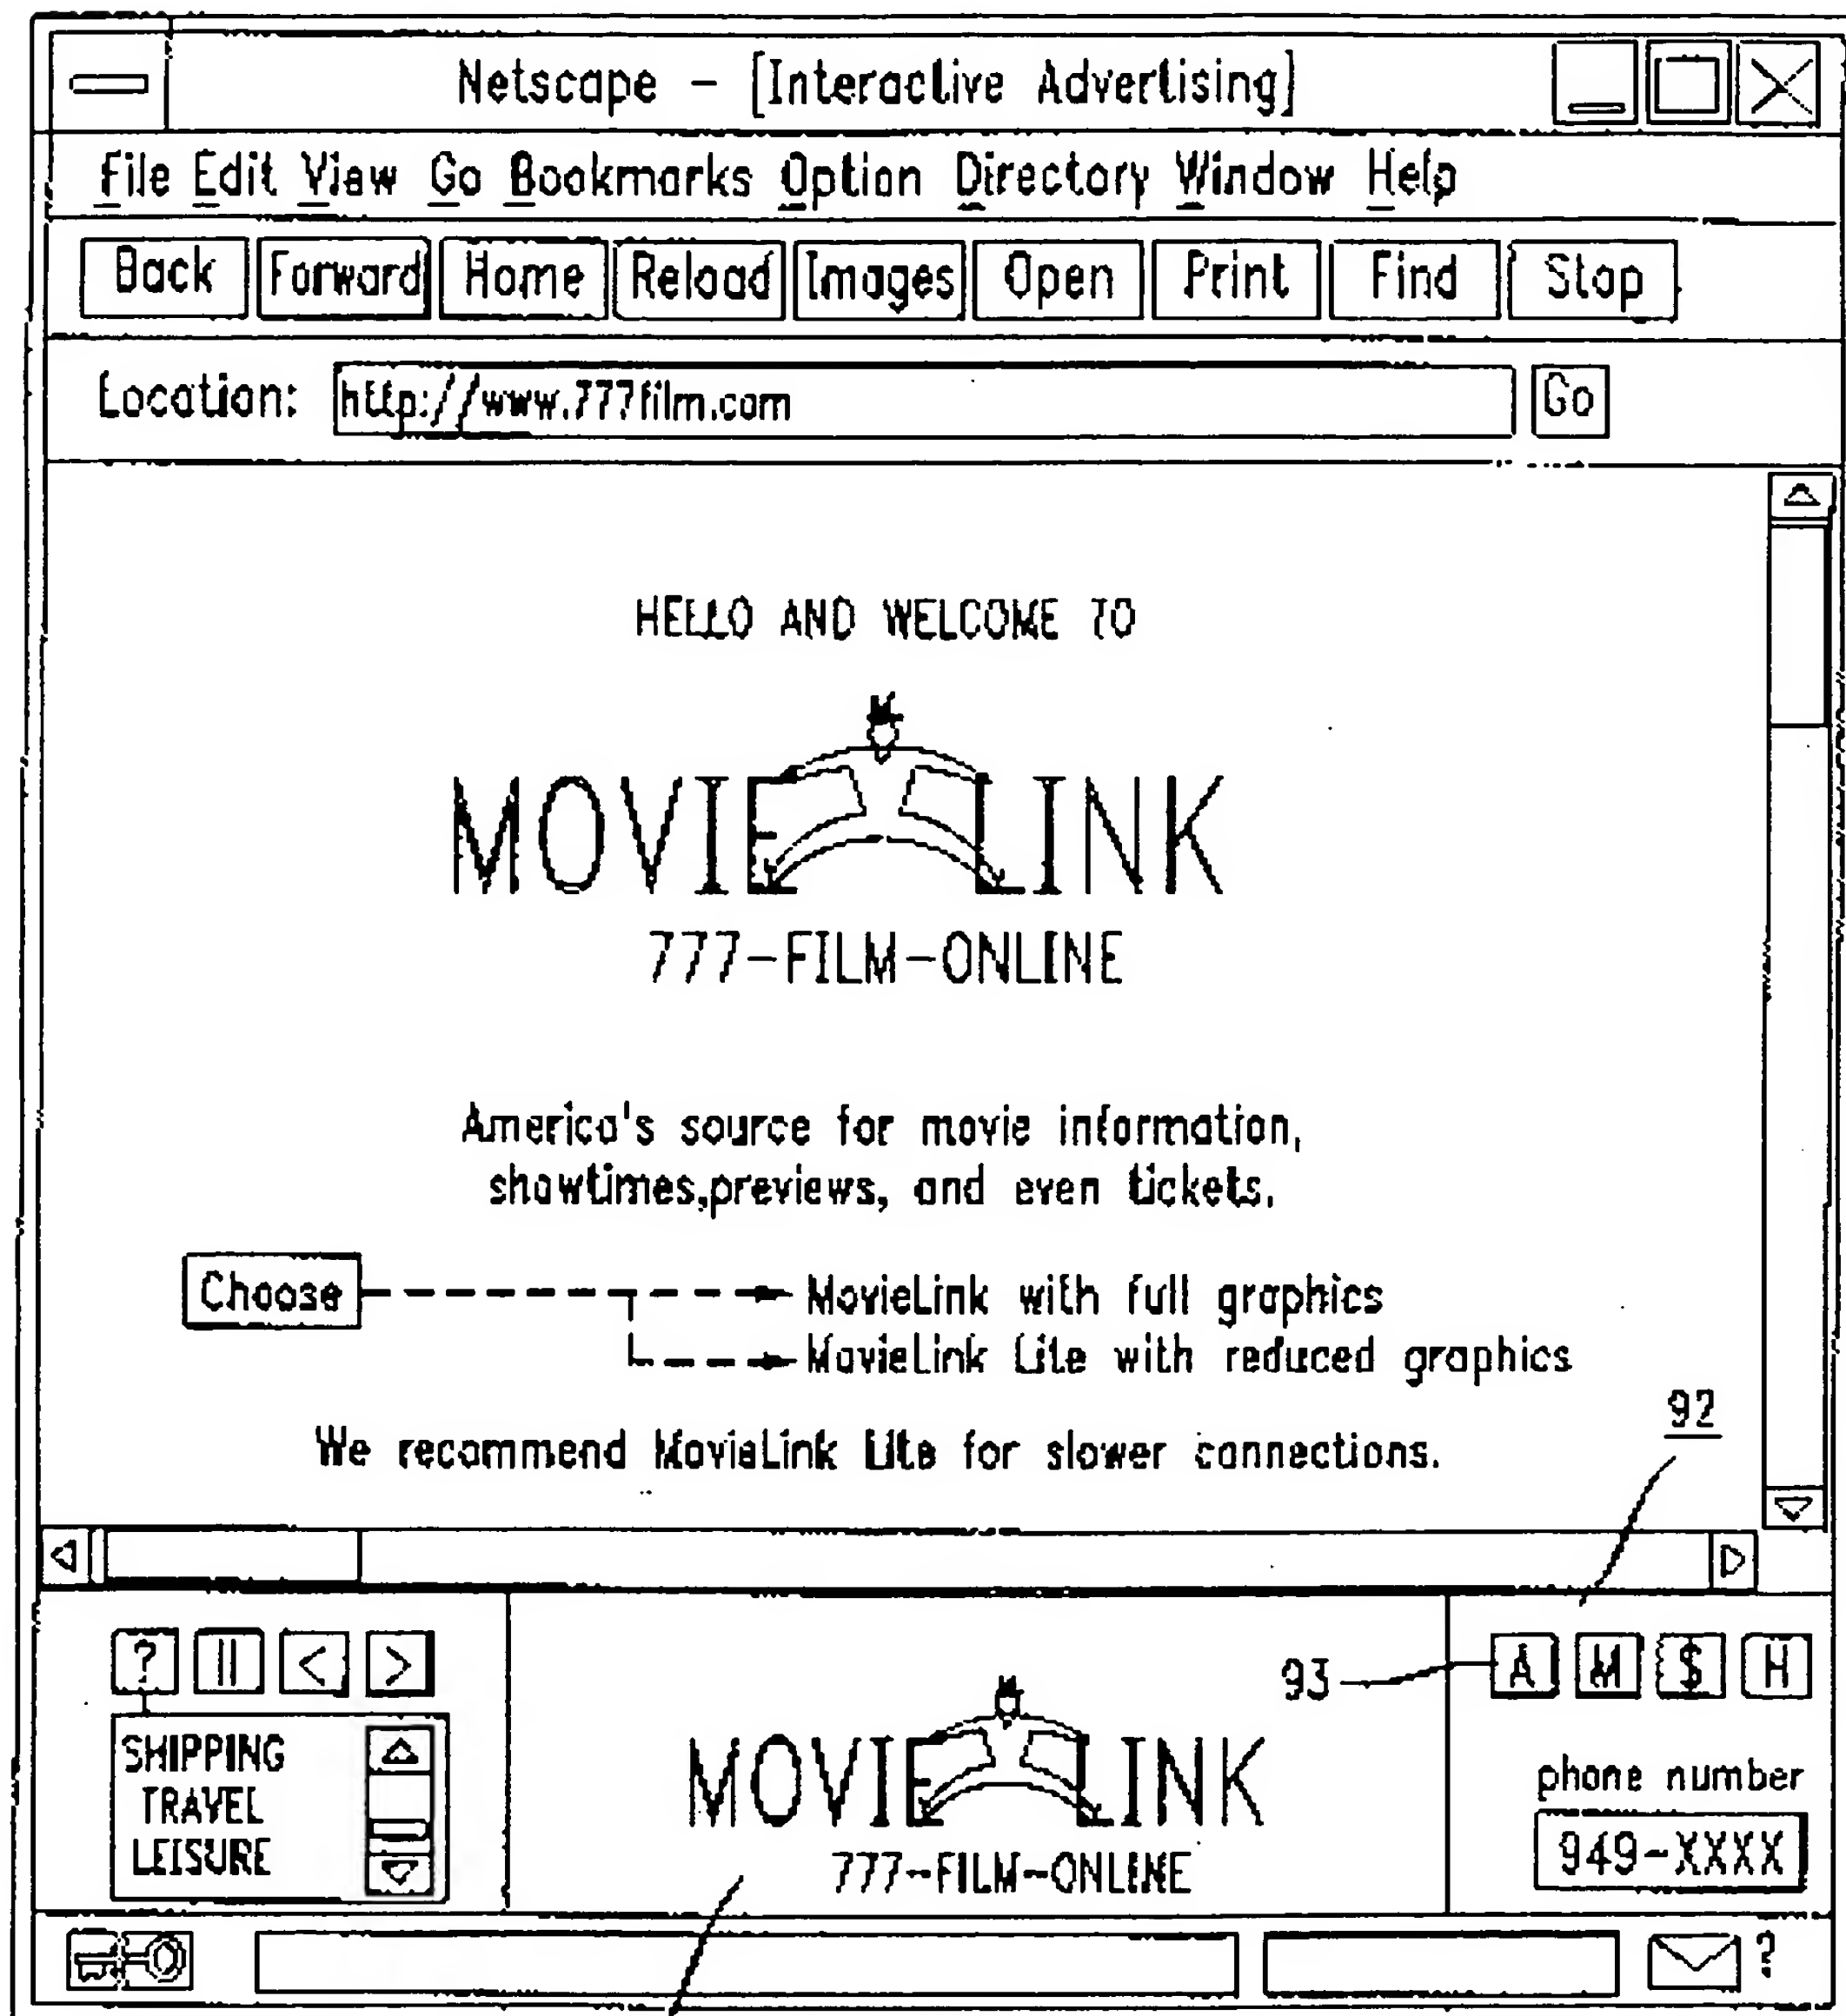 Netscape - [Interactive Advertising]
File Edit View Go Bookmarks Option Directory Window Help
Back Forward Home Reload Images Open Print Find Stop
Location: http://www.777film.com Go
HELLO AND WELCOME TO
M
MOVIE LINK
777-FILM-ONLINE
America's source for movie information,
showtimes,previews, and even tickets.
Choose MovieLink with full graphics
MovieLink Lite with reduced graphics
92
We recommend MovieLink Lite for slower connections.
? || < > 93 A M $ H
M
SHIPPING
TRAVEL
LEISURE
MOVIE LINK
777-FILM-ONLINE
phone number
949-XXXX
?